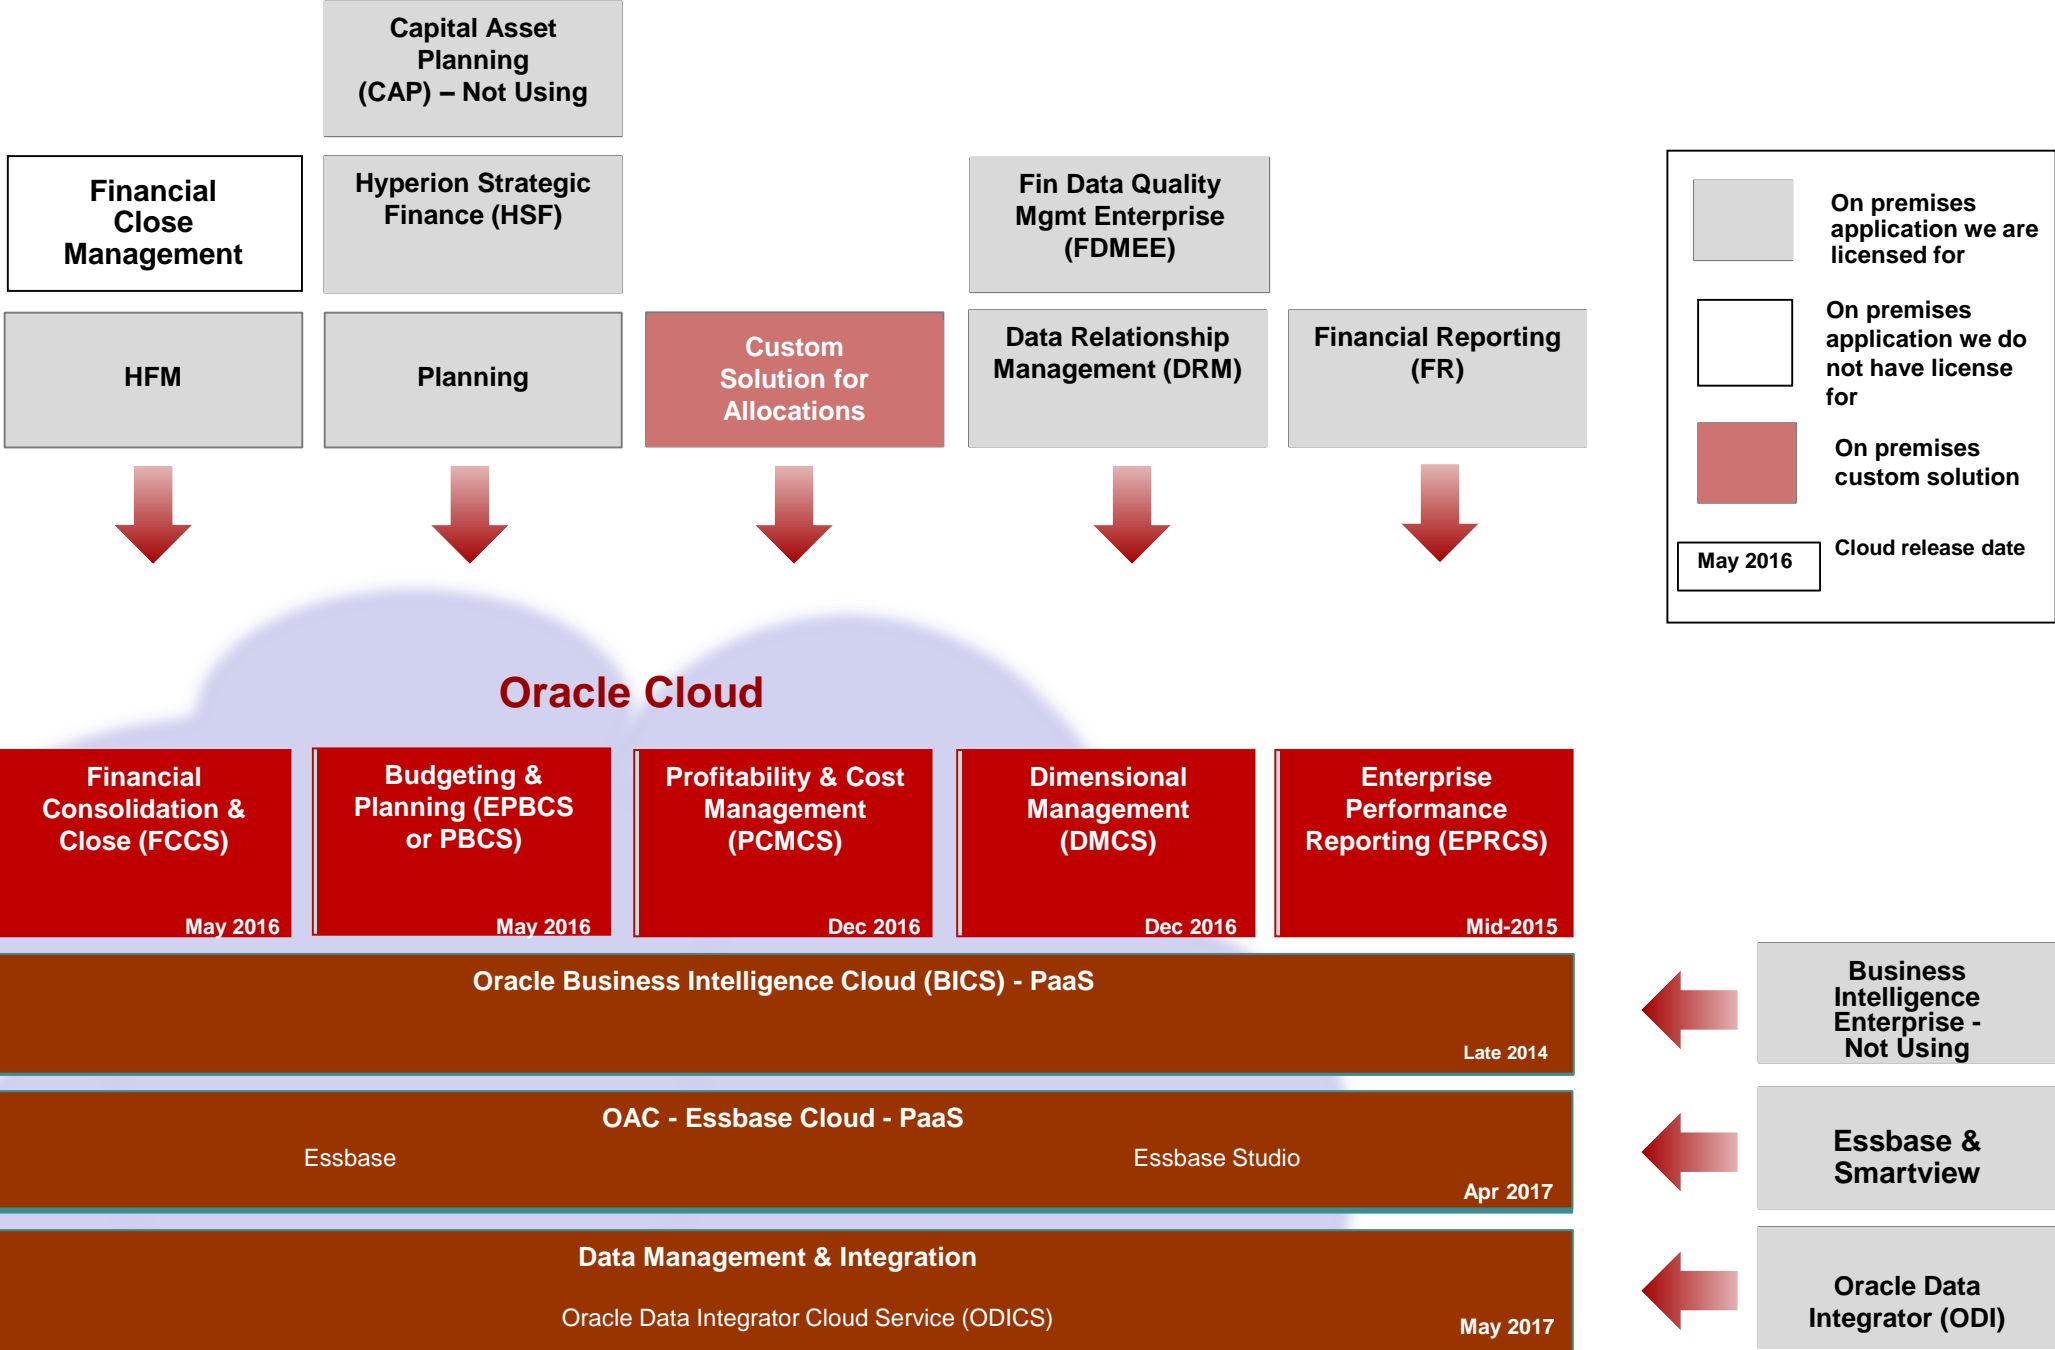 Capital Asset
Planning
(CAP) – Not Using
Financial
Close
Management
Hyperion Strategic
Finance (HSF)
Fin Data Quality
Mgmt Enterprise
(FDMEE)
HFM
Planning
Custom
Solution for
Allocations
Data Relationship
Management (DRM)
Financial Reporting
(FR)
On premises
application we are
licensed for
On premises
application we do
not have license
for
On premises
custom solution
May 2016
Cloud release date
Oracle Cloud
Financial
Consolidation &
Close (FCCS)
May 2016
Budgeting &
Planning (EPBCS
or PBCS)
May 2016
Profitability & Cost
Management
(PCMCS)
Dec 2016
Dimensional
Management
(DMCS)
Dec 2016
Enterprise
Performance
Reporting (EPRCS)
Mid-2015
Oracle Business Intelligence Cloud (BICS) - PaaS
Late 2014
Business
Intelligence
Enterprise -
Not Using
OAC - Essbase Cloud - PaaS
Essbase
Essbase Studio
Apr 2017
Essbase &
Smartview
Data Management & Integration
Oracle Data Integrator Cloud Service (ODICS)
May 2017
Oracle Data
Integrator (ODI)